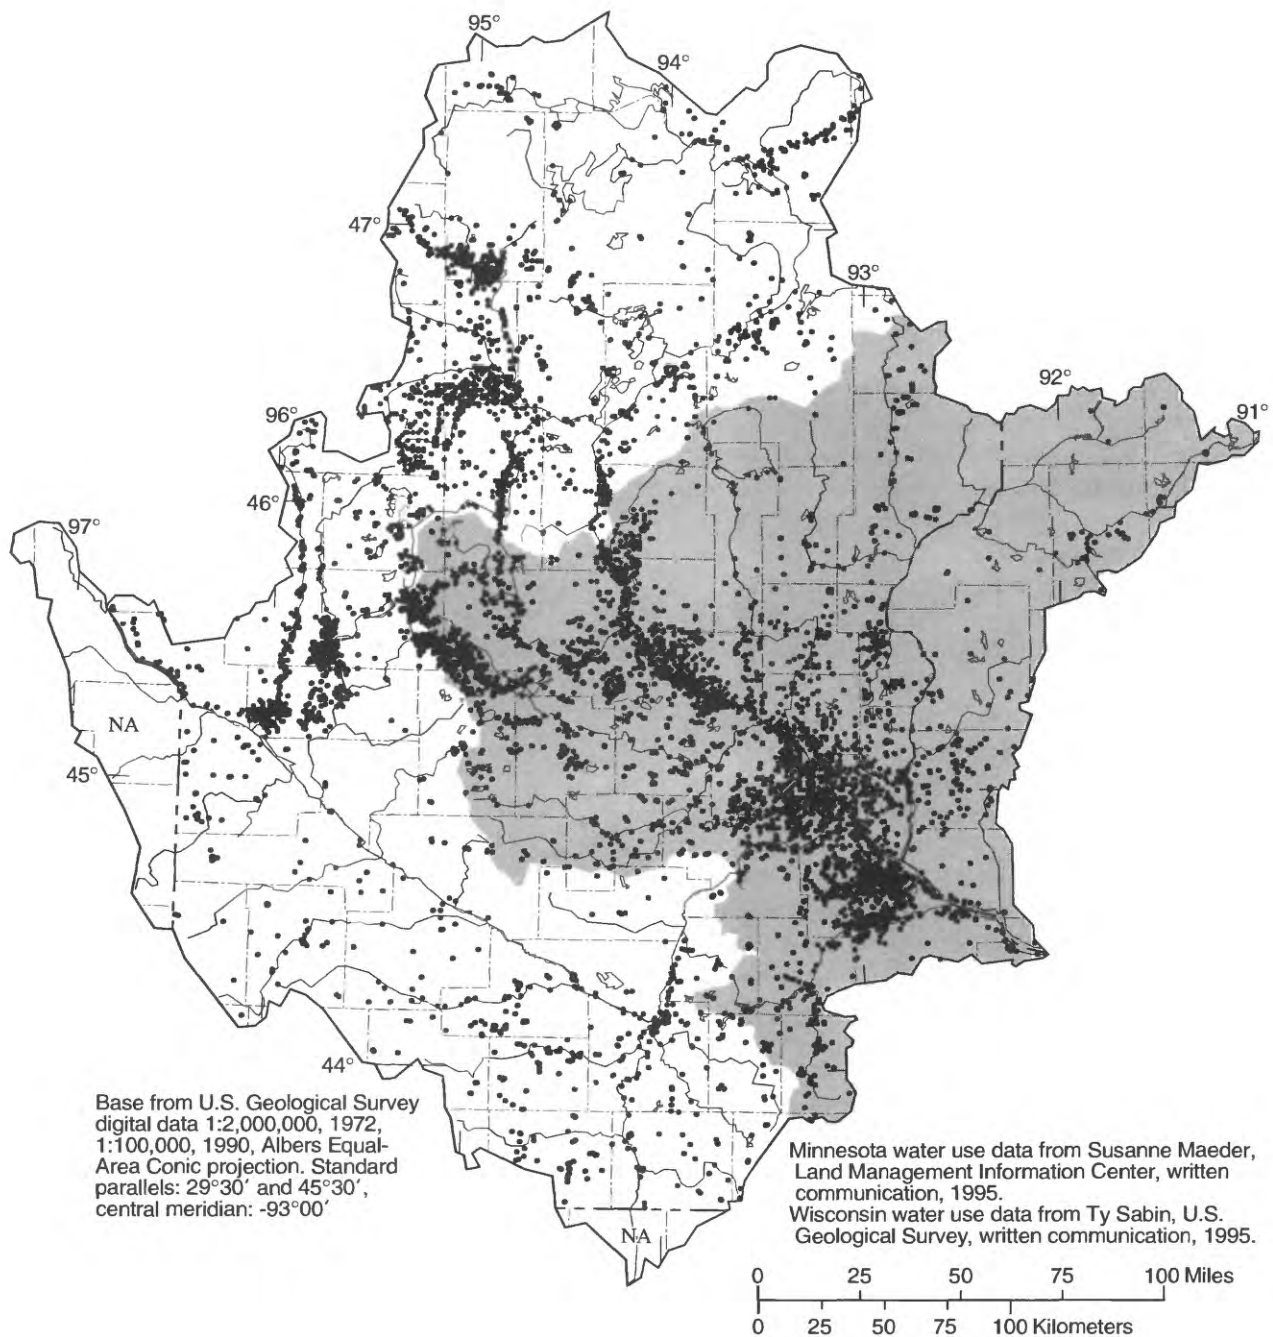 95°
94°
47°
93°
92°
91°
96°
46°
97°
NA
45°
44°
Base from U.S. Geological Survey
digital data 1:2,000,000, 1972,
1:100,000, 1990, Albers Equal-
Area Conic projection. Standard
parallels: 29°30′ and 45°30′,
central meridian: -93°00′
Minnesota water use data from Susanne Maeder,
Land Management Information Center, written
communication, 1995.
Wisconsin water use data from Ty Sabin, U.S.
Geological Survey, written communication, 1995.
NA
0 25 50 75 100 Miles
0 25 50 75 100 Kilometers